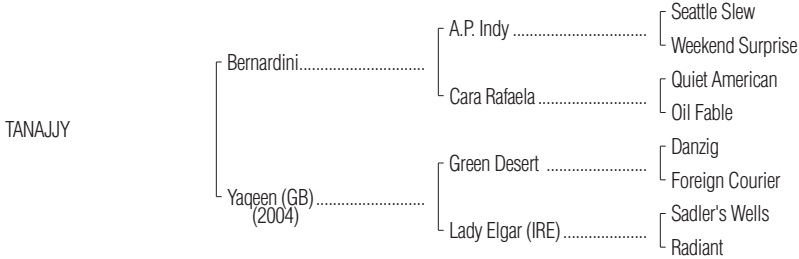 Seattle Slew
A.P. Indy
Weekend Surprise
Bernardini
Quiet American
Cara Rafaela
Oil Fable
TANAJJY
Danzig
Green Desert
Foreign Courier
Yaqeen (GB)
(2004)
Sadler's Wells
Lady Elgar (IRE)
Radiant